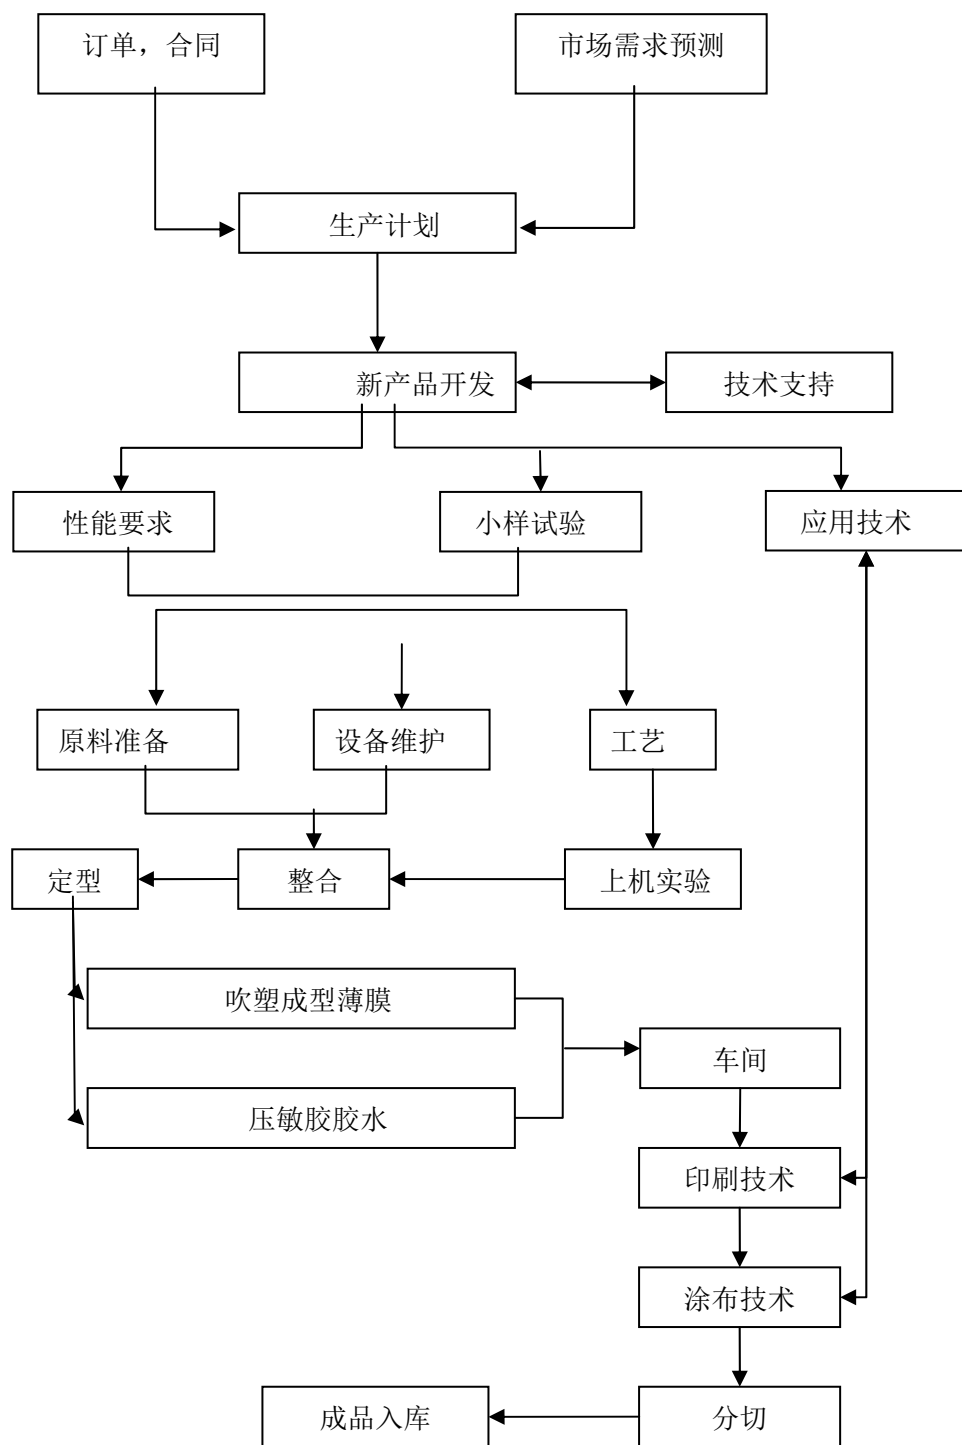 订单，合同
市场需求预测
生产计划
新产品开发
技术支持
性能要求
小样试验
应用技术
原料准备
设备维护
工艺
定型
整合
上机实验
吹塑成型薄膜
车间
压敏胶胶水
印刷技术
涂布技术
成品入库
分切